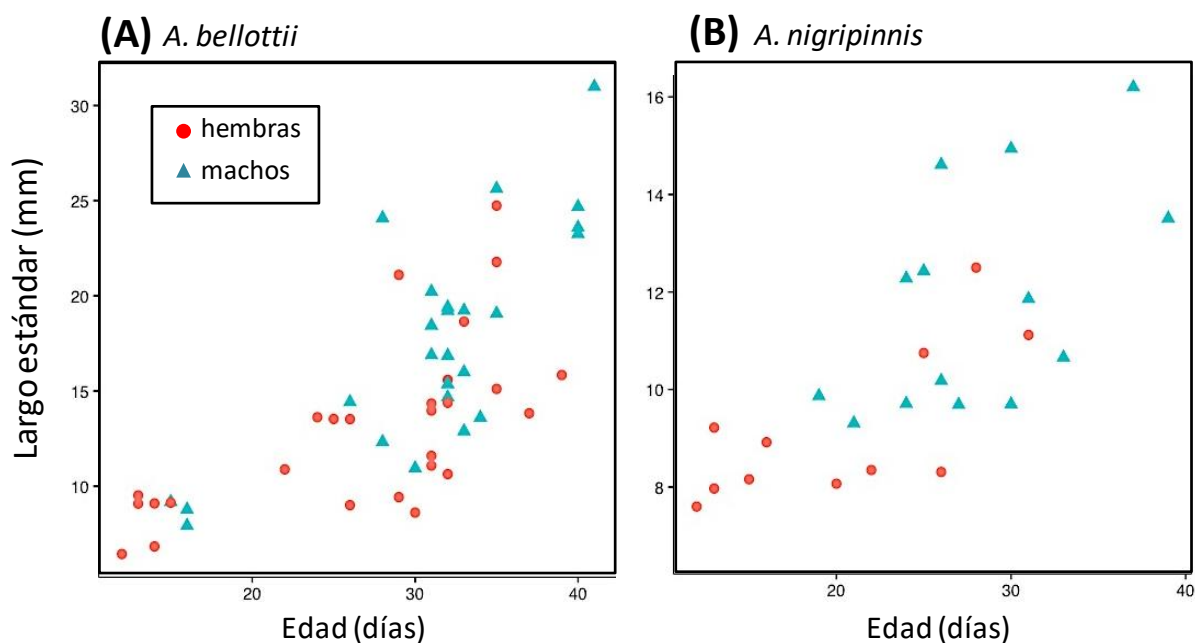 (A) A. bellottii
(B) A. nigripinnis
hembras
machos
Largo estándar (mm)
30
25
20
15
10
20
30
40
Edad (días)
16
14
12
10
8
20
30
40
Edad (días)